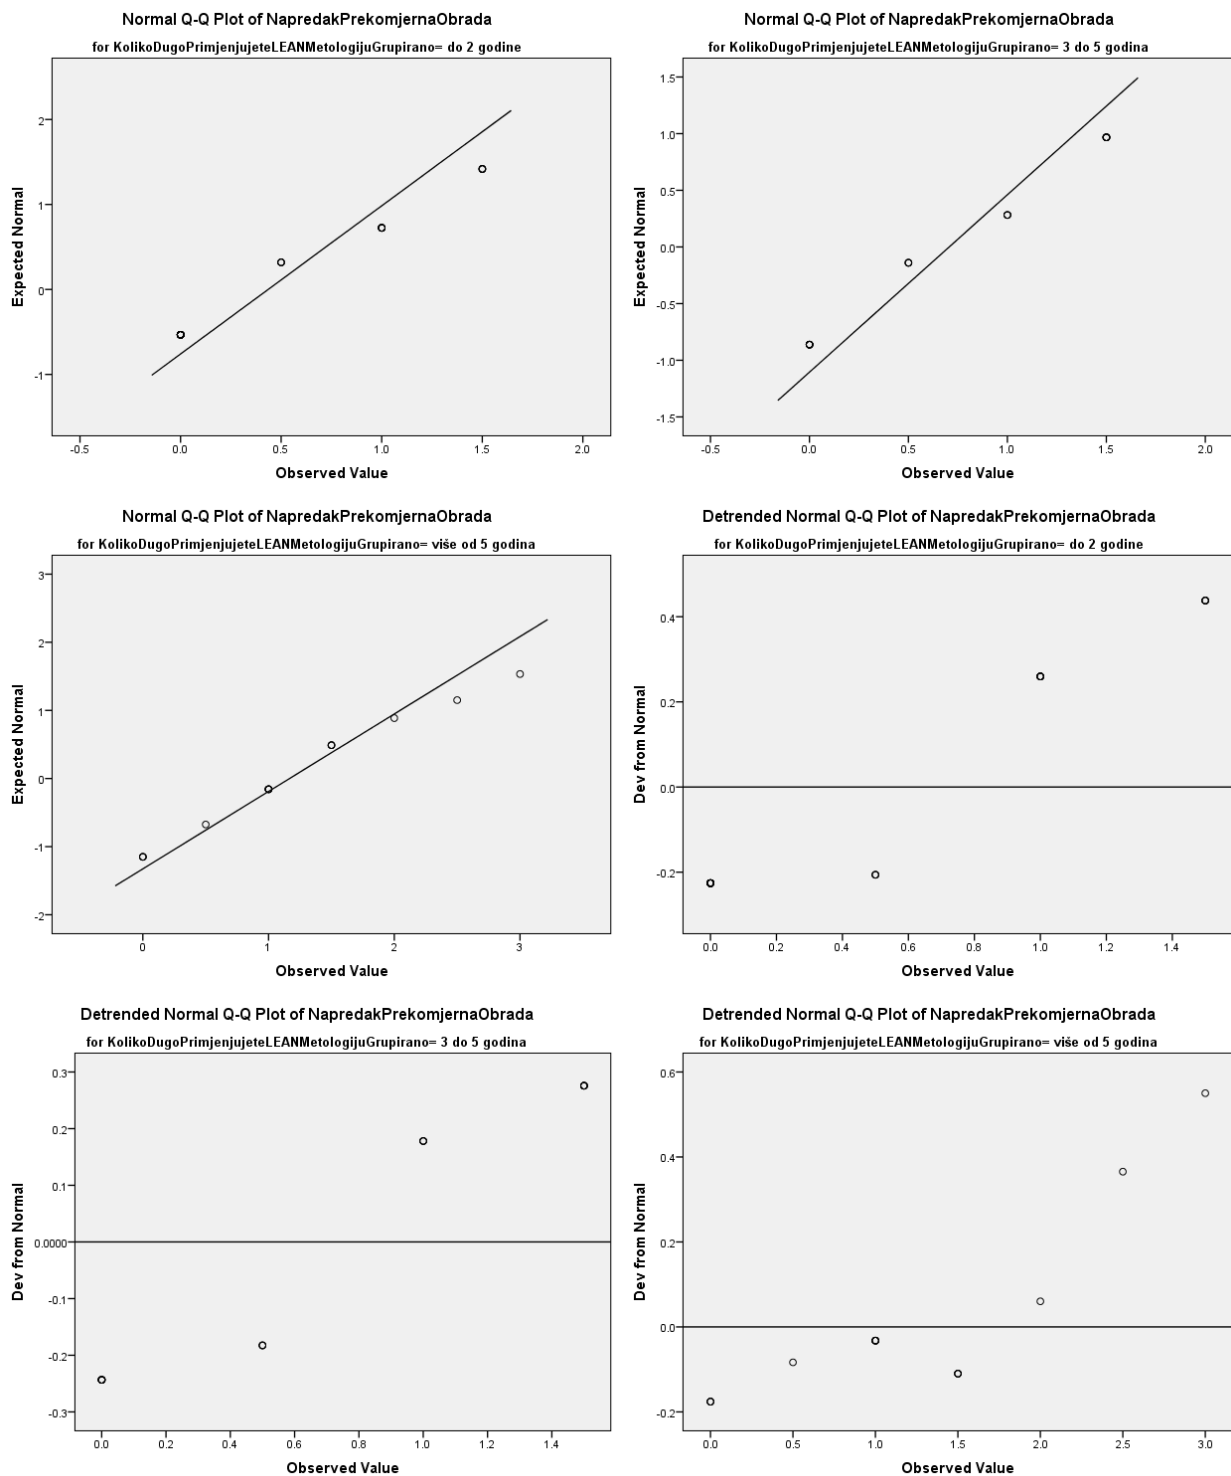 Normal Q-Q Plot of NapredakPrekomjernaObrada
for KolikoDugoPrimjenjujeteLEANMetologijuGrupirano= do 2 godine
2
1
0
-1
Expected Normal
-0.5 0.0 0.5 1.0 1.5 2.0
Observed Value
Normal Q-Q Plot of NapredakPrekomjernaObrada
for KolikoDugoPrimjenjujeteLEANMetologijuGrupirano= 3 do 5 godina
1.5
1.0
0.5
0.0
-0.5
-1.0
-1.5
Expected Normal
-0.5 0.0 0.5 1.0 1.5 2.0
Observed Value
Normal Q-Q Plot of NapredakPrekomjernaObrada
for KolikoDugoPrimjenjujeteLEANMetologijuGrupirano= više od 5 godina
3
2
1
0
-1
-2
Expected Normal
0 1 2 3
Observed Value
Detrended Normal Q-Q Plot of NapredakPrekomjernaObrada
for KolikoDugoPrimjenjujeteLEANMetologijuGrupirano= do 2 godine
0.4
0.2
0.0
-0.2
Dev from Normal
0.0 0.2 0.4 0.6 0.8 1.0 1.2 1.4
Observed Value
Detrended Normal Q-Q Plot of NapredakPrekomjernaObrada
for KolikoDugoPrimjenjujeteLEANMetologijuGrupirano= 3 do 5 godina
0.3
0.2
0.1
0.0000
-0.1
-0.2
-0.3
Dev from Normal
0.0 0.2 0.4 0.6 0.8 1.0 1.2 1.4
Observed Value
Detrended Normal Q-Q Plot of NapredakPrekomjernaObrada
for KolikoDugoPrimjenjujeteLEANMetologijuGrupirano= više od 5 godina
0.6
0.4
0.2
0.0
-0.2
Dev from Normal
0.0 0.5 1.0 1.5 2.0 2.5 3.0
Observed Value